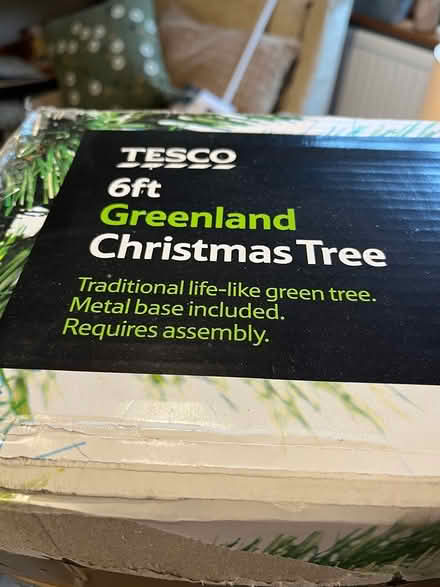 TESCO
6ft
Greenland
Christmas Tree
Traditional life-like green tree.
Metal base included.
Requires assembly.